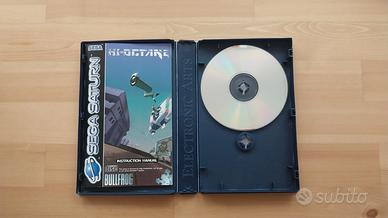 SEGA
HI-OCTANE
SEGA SATURN
INSTRUCTION MANUAL
BULLFROG
ELECTRONIC ARTS
subito